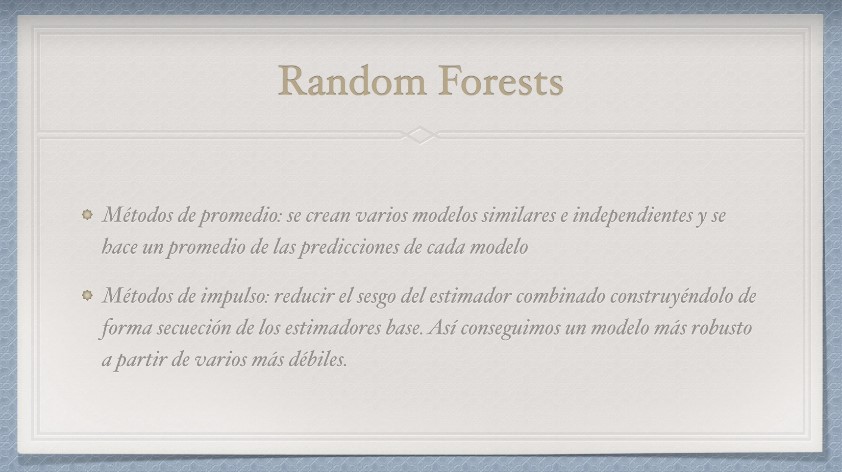 Random Forests
Métodos de promedio: se crean varios modelos similares e independientes y se
hace un promedio de las predicciones de cada modelo
Métodos de impulso: reducir el sesgo del estimador combinado construyéndolo de
forma secueción de los estimadores base. Así conseguimos un modelo más robusto
a partir de varios más débiles.